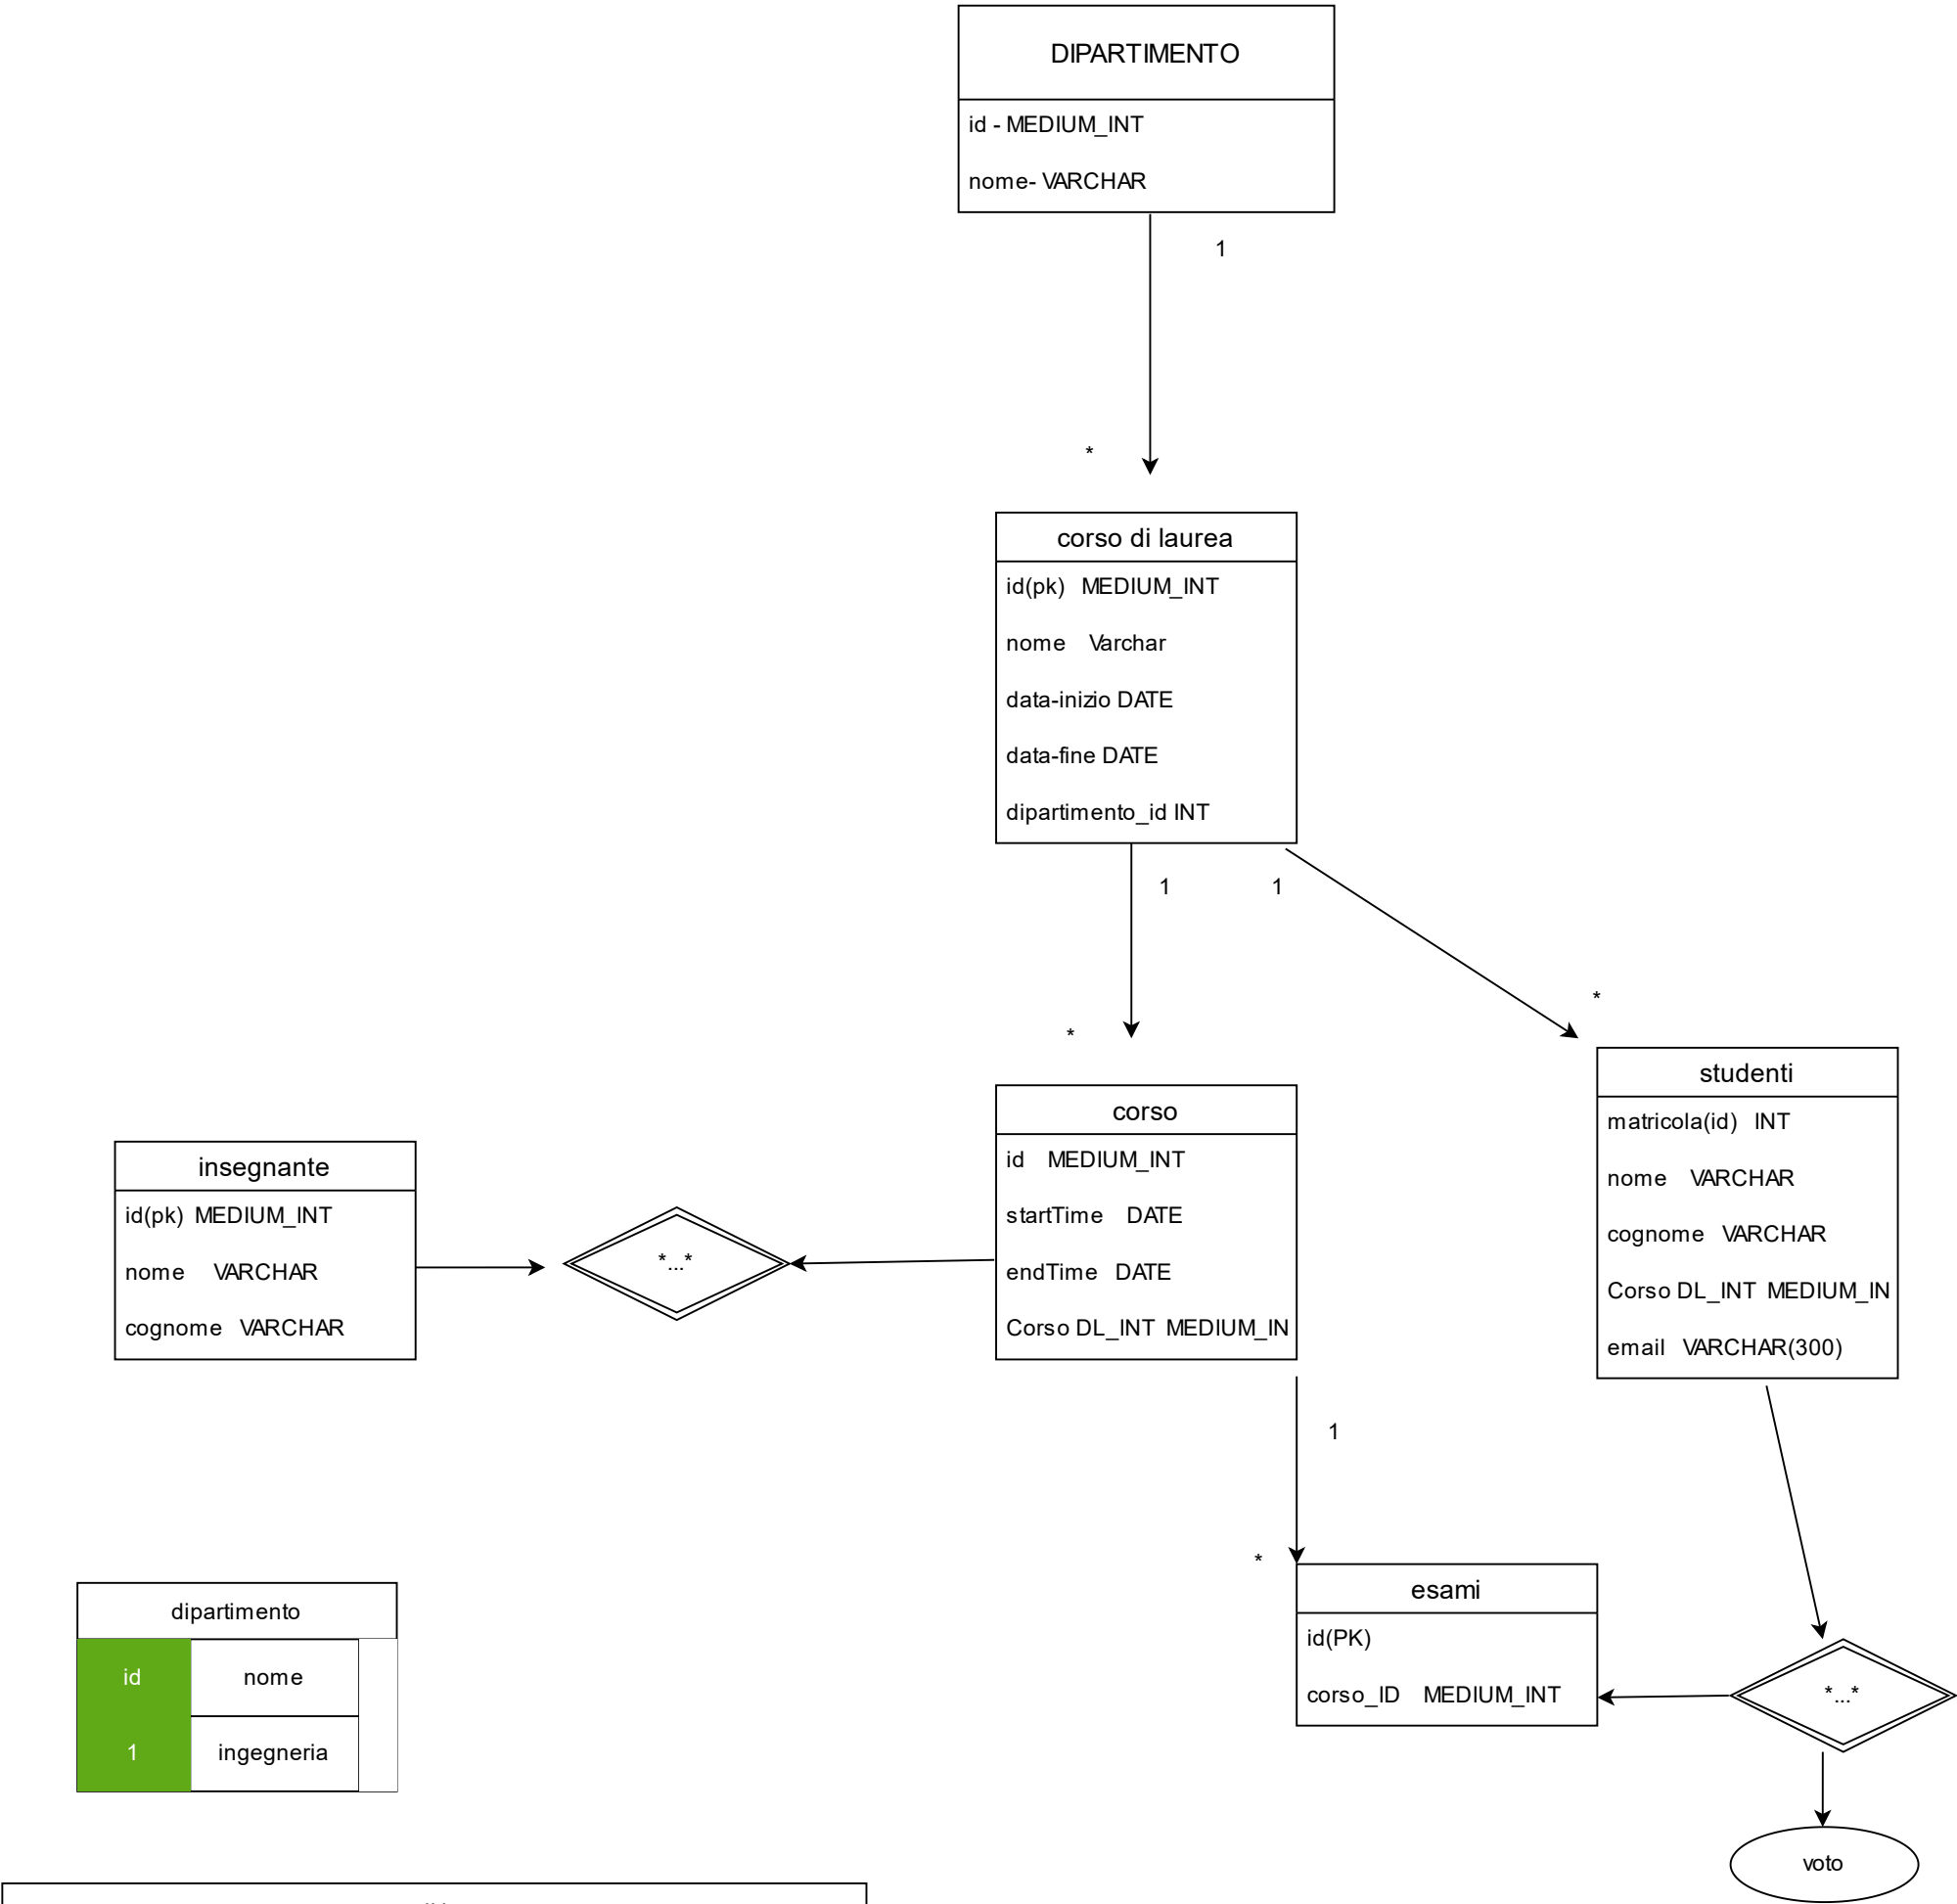 DIPARTIMENTO
id - MEDIUM_INT
nome- VARCHAR
1
*
corso di laurea
id(pk) MEDIUM_INT
nome Varchar
data-inizio DATE
data-fine DATE
dipartimento_id INT
1
1
*
*
studenti
matricola(id) INT
nome VARCHAR
cognome VARCHAR
Corso DL_INT MEDIUM_IN
email VARCHAR(300)
corso
id MEDIUM_INT
startTime DATE
endTime DATE
Corso DL_INT MEDIUM_IN
insegnante
id(pk) MEDIUM_INT
nome VARCHAR
cognome VARCHAR
*...*
1
*
esami
id(PK)
corso_ID MEDIUM_INT
*...*
voto
dipartimento
id nome
1 ingegneria